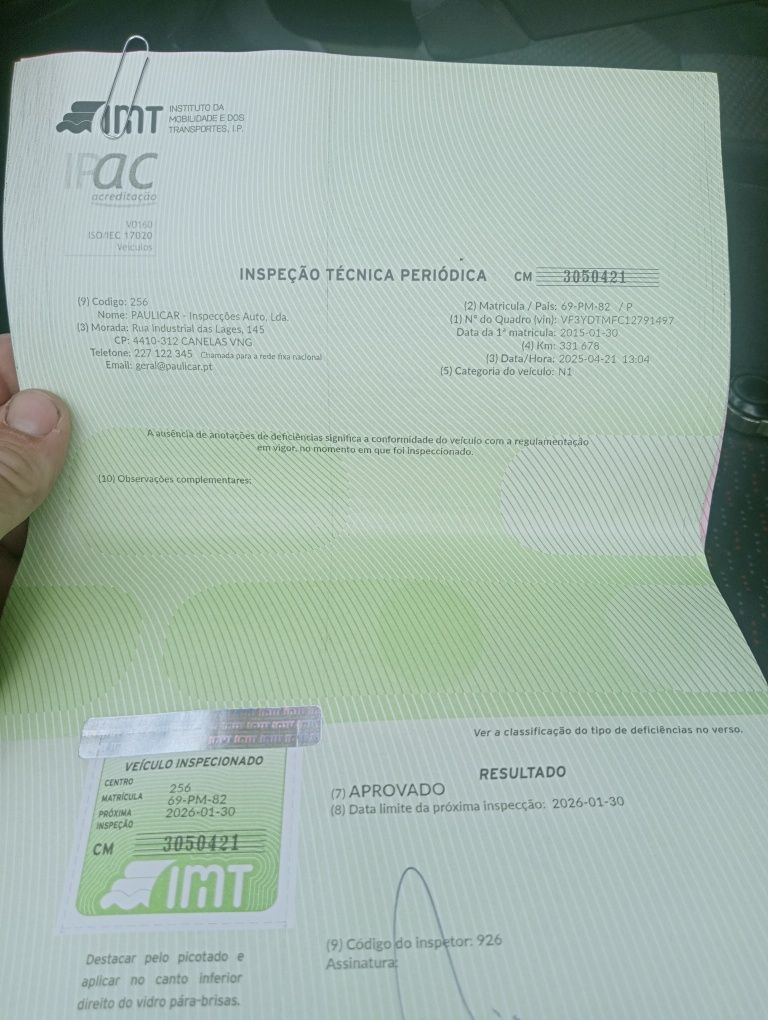 IMT INSTITUTO DA
MOBILIDADE E DOS
TRANSPORTES, I.P.
IPac
acreditação
V0160
ISO/IEC 17020
Veículos
INSPEÇÃO TÉCNICA PERIÓDICA CM 3050421
(9) Codigo: 256
Nome: PAULICAR - Inspecções Auto, Lda.
(3) Morada: Rua Industrial das Lages, 145
CP: 4410-312 CANELAS VNG
Telefone: 227 122 345 Chamada para a rede fixa nacional
Email: geral@paulicar.pt
(2) Matricula / Pais: 69-PM-82 / P
(1) Nº do Quadro (vin): VF3YDTMFC12791497
Data da 1ª matrícula: 2015-01-30
(4) Km: 331 678
(3) Data/Hora: 2025-04-21 13:04
(5) Categoria do veículo: N1
A ausência de anotações de deficiências significa a conformidade do veículo com a regulamentação
em vigor, no momento em que foi inspeccionado.
(10) Observações complementares:
Ver a classificação do tipo de deficiências no verso.
VEÍCULO INSPECIONADO
CENTRO 256
MATRÍCULA 69-PM-82
PRÓXIMA 2026-01-30
INSPEÇÃO
CM 3050421
IMT
RESULTADO
(7) APROVADO
(8) Data limite da próxima inspecção: 2026-01-30
(9) Código do inspetor: 926
Assinatura:
Destacar pelo picotado e
aplicar no canto inferior
direito do vidro pára-brisas.